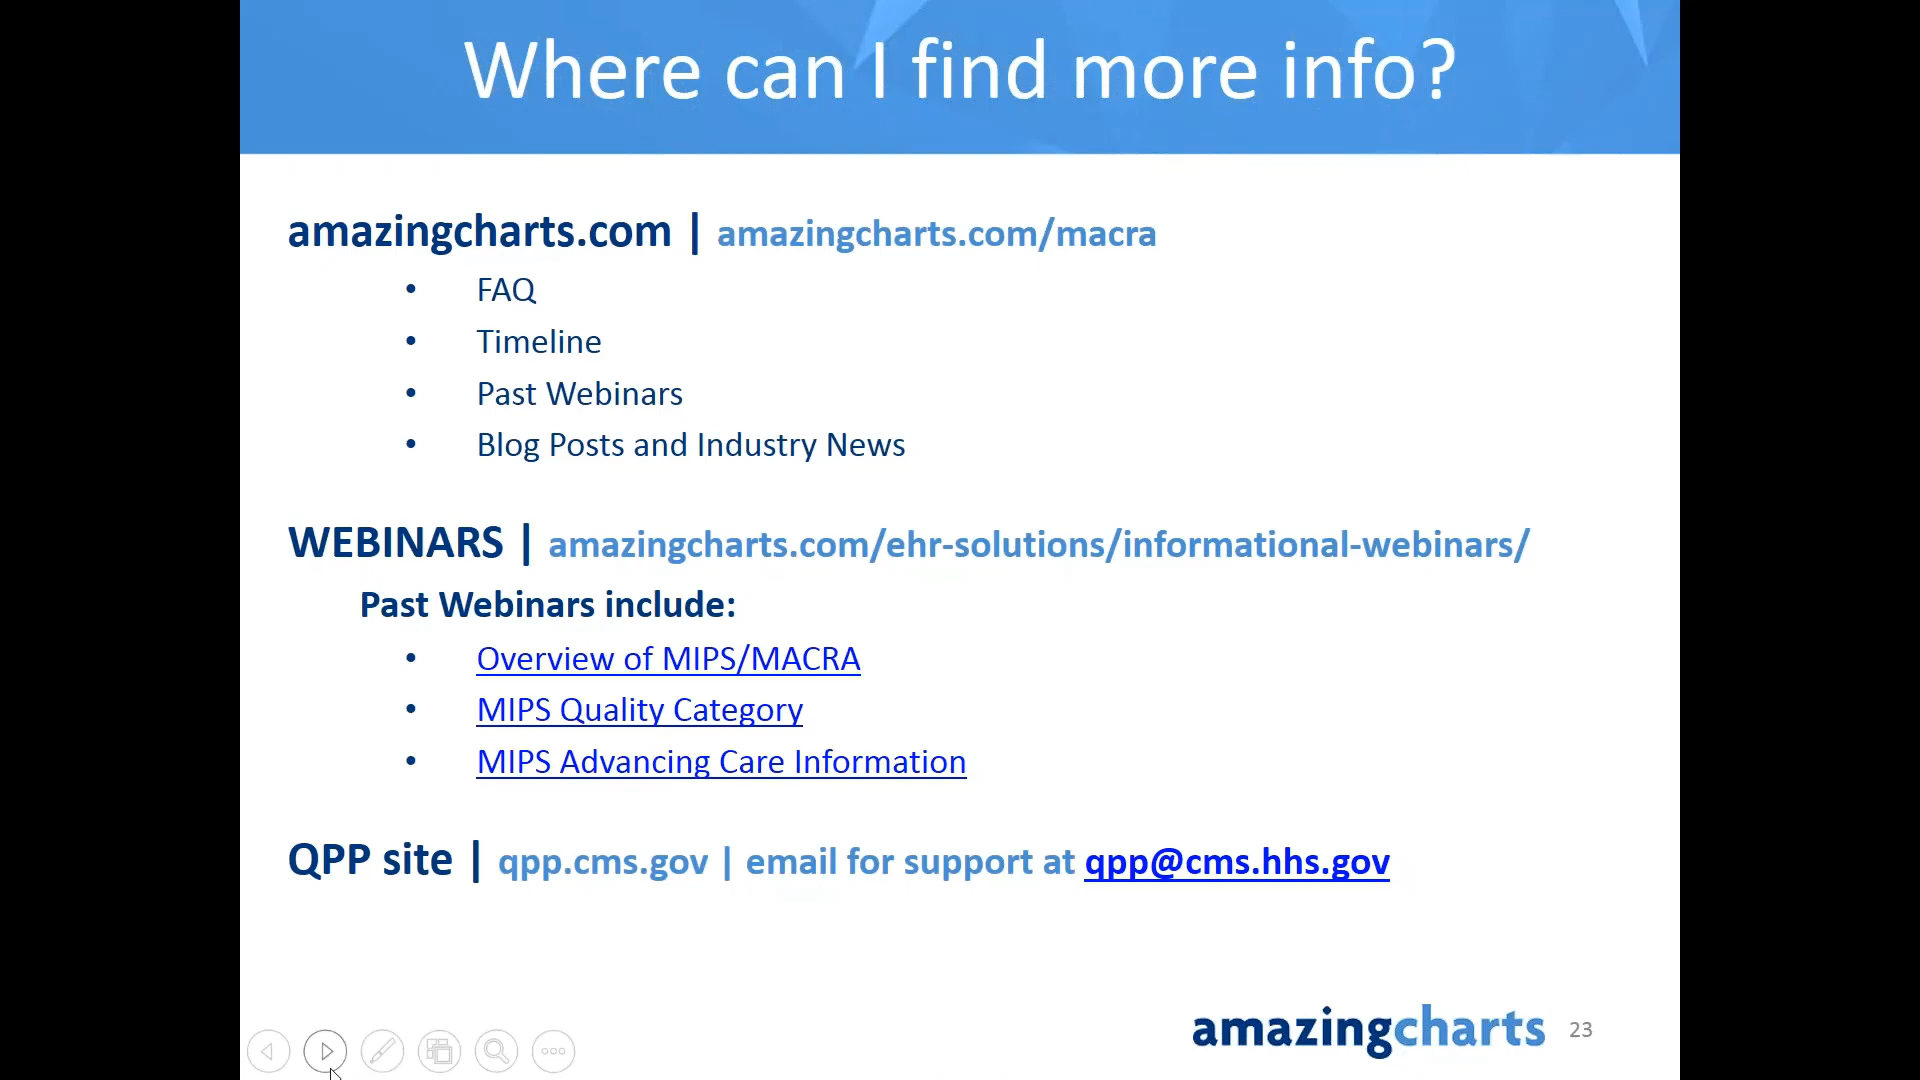 Where can I find more info?
amazingcharts.com | amazingcharts.com/macra
• FAQ
• Timeline
• Past Webinars
• Blog Posts and Industry News
WEBINARS | amazingcharts.com/ehr-solutions/informational-webinars/
Past Webinars include:
• Overview of MIPS/MACRA
• MIPS Quality Category
• MIPS Advancing Care Information
QPP site | qpp.cms.gov | email for support at qpp@cms.hhs.gov
amazingcharts 23